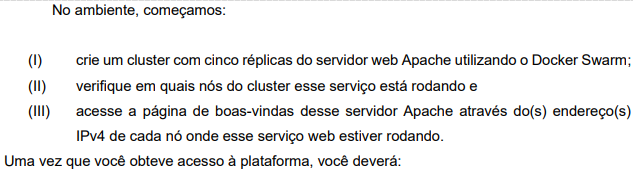 No ambiente, começamos:
(I) crie um cluster com cinco réplicas do servidor web Apache utilizando o Docker Swarm;
(II) verifique em quais nós do cluster esse serviço está rodando e
(III) acesse a página de boas-vindas desse servidor Apache através do(s) endereço(s)
IPv4 de cada nó onde esse serviço web estiver rodando.
Uma vez que você obteve acesso à plataforma, você deverá: